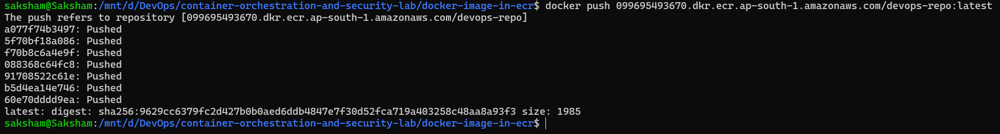 saksham@Saksham:/mnt/d/DevOps/container-orchestration-and-security-lab/docker-image-in-ecr$ docker push 099695493670.dkr.ecr.ap-south-1.amazonaws.com/devops-repo:latest
The push refers to repository [099695493670.dkr.ecr.ap-south-1.amazonaws.com/devops-repo]
a077f74b3497: Pushed
5f70bf18a086: Pushed
f70b8c6a4e9f: Pushed
088368c64fc8: Pushed
91708522c61e: Pushed
b5d4ea14e746: Pushed
60e70dddd9ea: Pushed
latest: digest: sha256:9629cc6379fc2d427b0b0aed6ddb4847e7f30d52fca719a403258c48aa8a93f3 size: 1985
saksham@Saksham:/mnt/d/DevOps/container-orchestration-and-security-lab/docker-image-in-ecr$